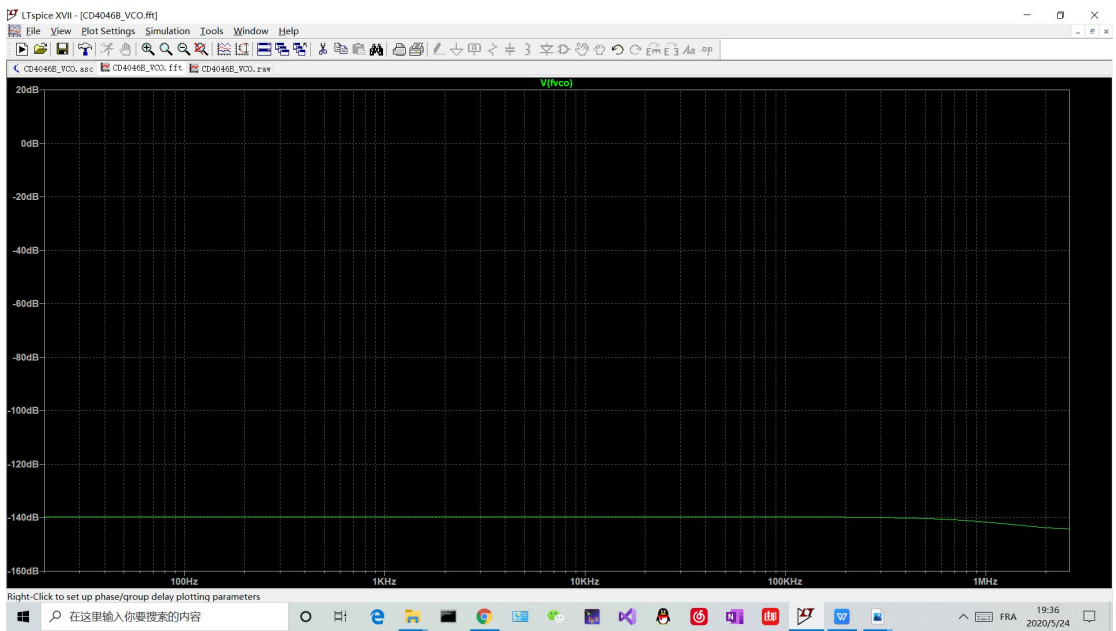 LTspice XVII - [CD4046B_VCO.fft]
File View Plot Settings Simulation Tools Window Help
CD4046B_VCO.asc CD4046B_VCO.fft CD4046B_VCO.raw
V(fvco)
20dB
0dB
-20dB
-40dB
-60dB
-80dB
-100dB
-120dB
-140dB
-160dB
100Hz 1KHz 10KHz 100KHz 1MHz
Right-Click to set up phase/group delay plotting parameters
在这里输入你要搜索的内容
FRA
19:36
2020/5/24